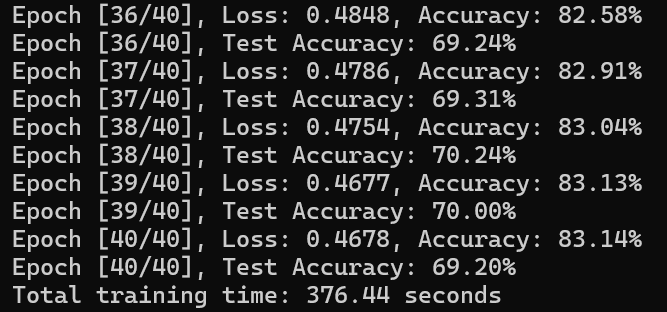 Epoch [36/40], Loss: 0.4848, Accuracy: 82.58%
Epoch [36/40], Test Accuracy: 69.24%
Epoch [37/40], Loss: 0.4786, Accuracy: 82.91%
Epoch [37/40], Test Accuracy: 69.31%
Epoch [38/40], Loss: 0.4754, Accuracy: 83.04%
Epoch [38/40], Test Accuracy: 70.24%
Epoch [39/40], Loss: 0.4677, Accuracy: 83.13%
Epoch [39/40], Test Accuracy: 70.00%
Epoch [40/40], Loss: 0.4678, Accuracy: 83.14%
Epoch [40/40], Test Accuracy: 69.20%
Total training time: 376.44 seconds